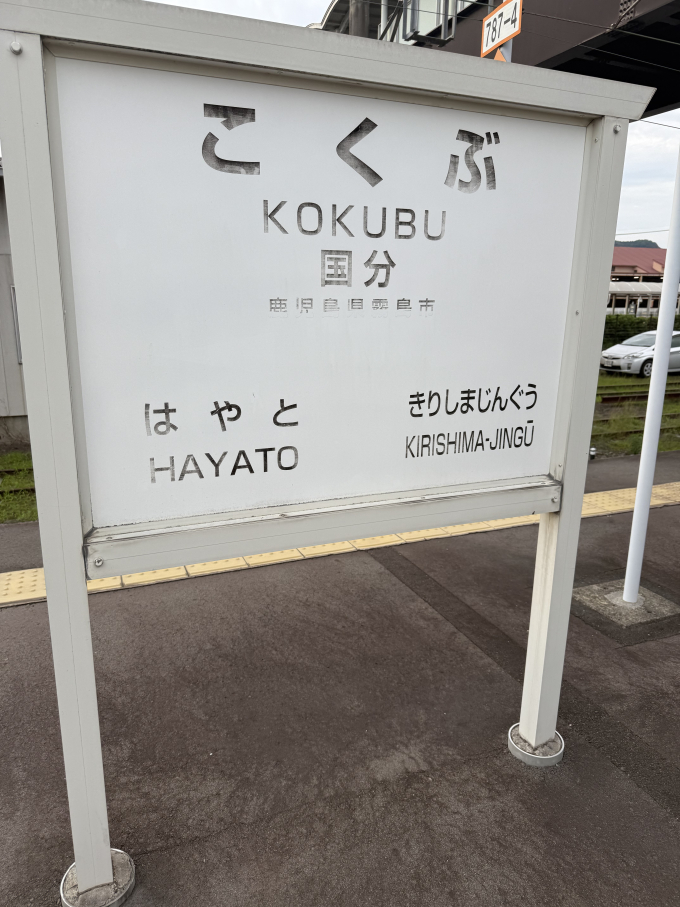 787-4
こくぶ
KOKUBU
国分
鹿児島県霧島市
はやと
HAYATO
きりしまじんぐう
KIRISHIMA-JINGŪ